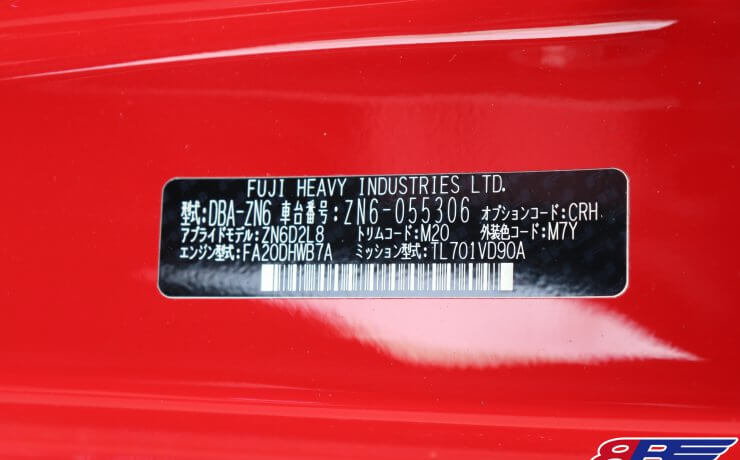 FUJI HEAVY INDUSTRIES LTD.
型式:DBA-ZN6 車台番号:ZN6-055306 オプションコード:CRH
アプライドモデル:ZN6D2L8 トリムコード:M20 外装色コード:M7Y
エンジン型式:FA20DHWB7A ミッション型式:TL701VD90A